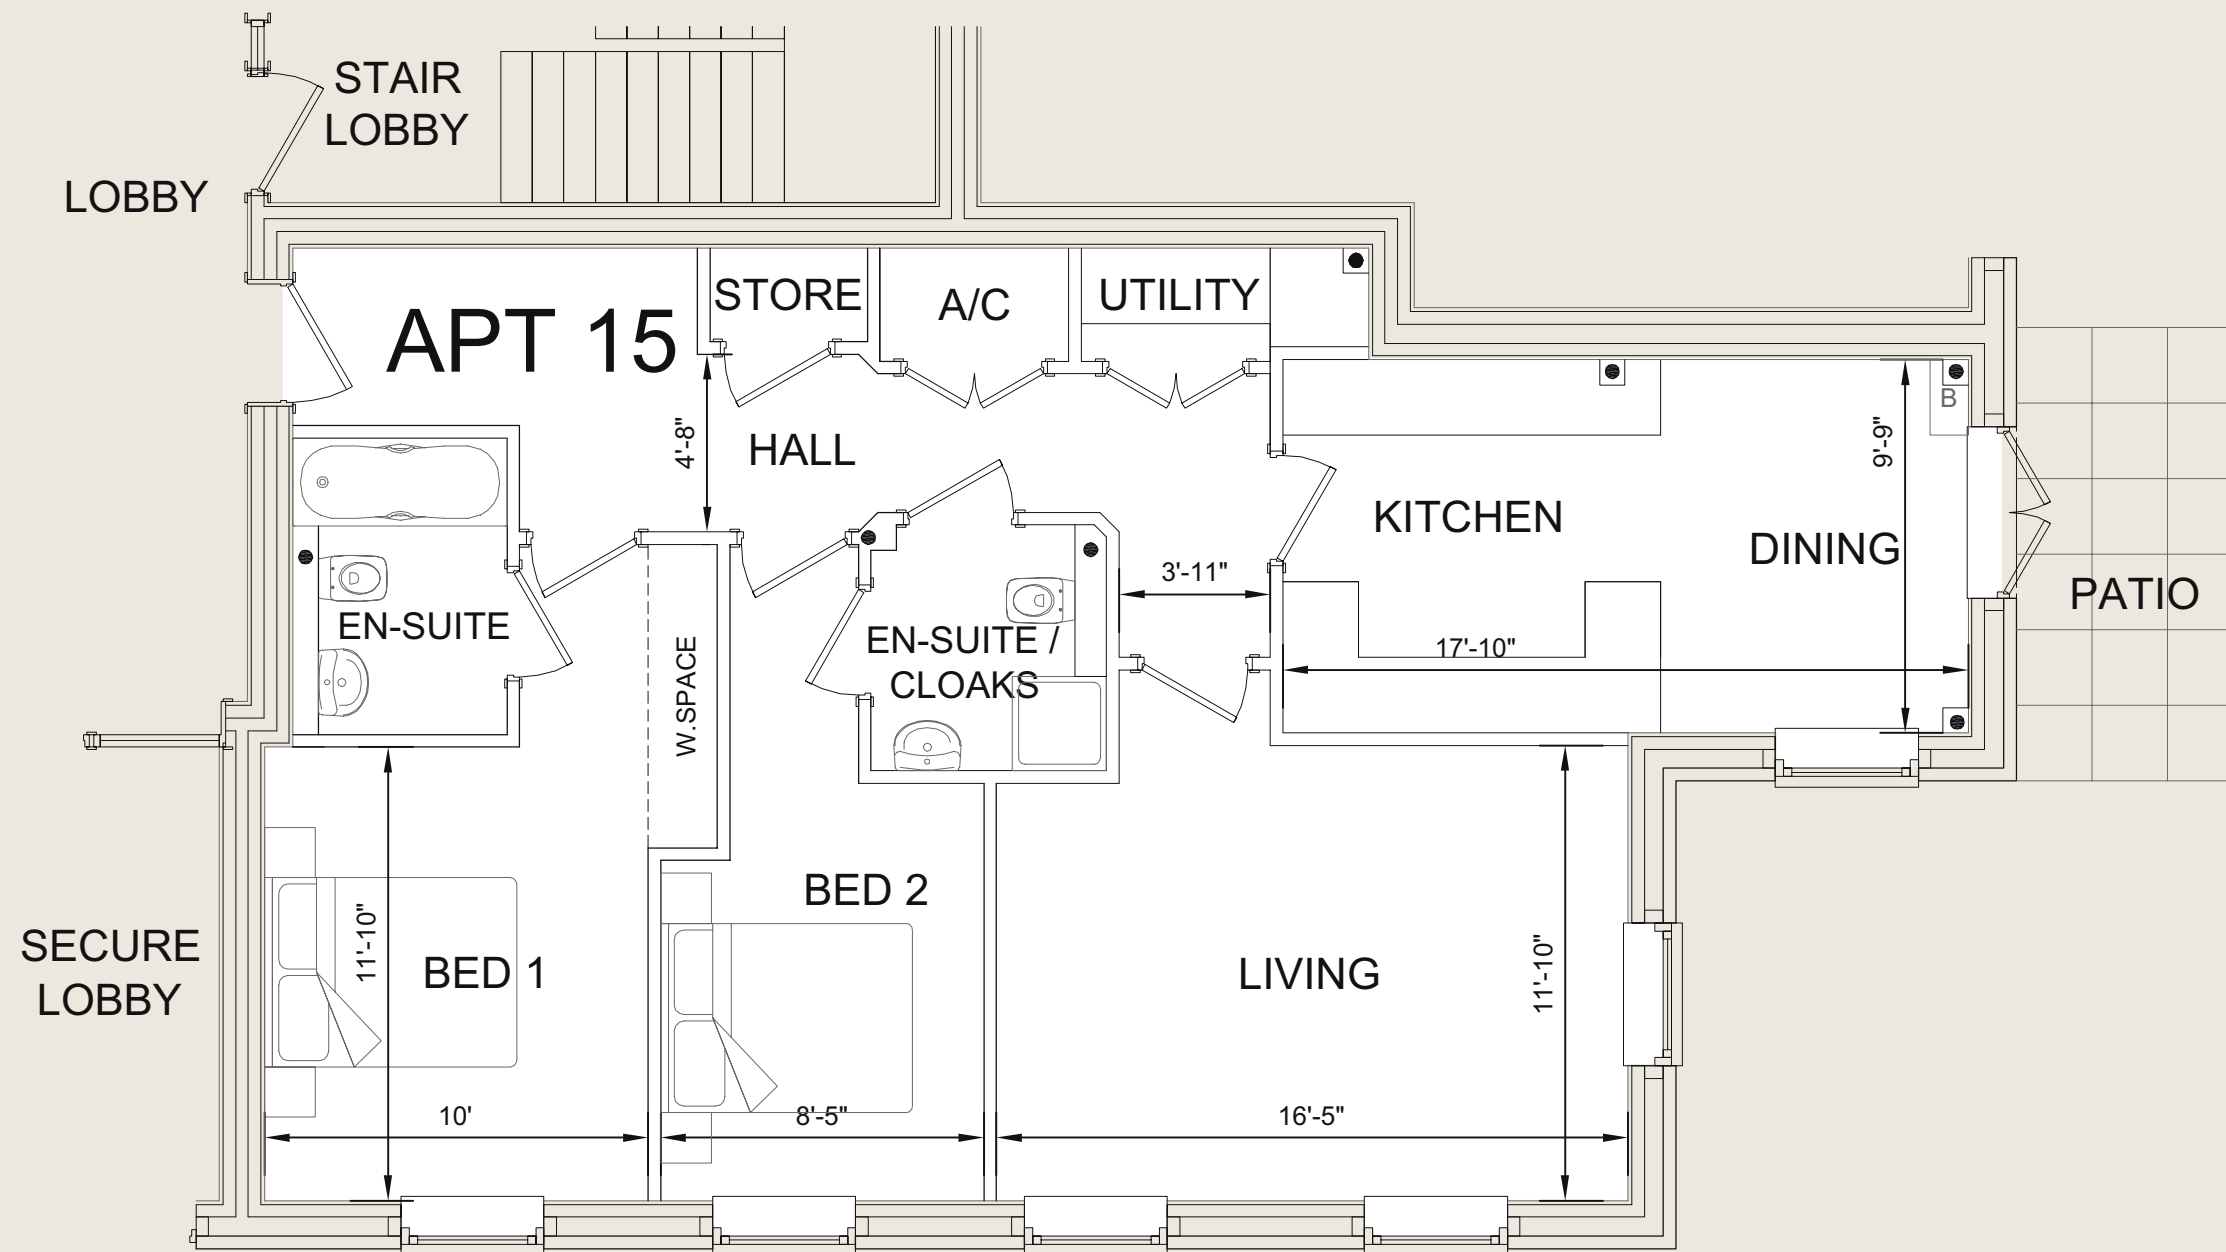 STAIR
LOBBY
LOBBY
STORE
A/C
UTILITY
APT 15
B
4'-8"
HALL
9'-9"
KITCHEN
DINING
3'-11"
PATIO
EN-SUITE
EN-SUITE /
CLOAKS
17'-10"
W.SPACE
BED 2
SECURE
LOBBY
11'-10"
BED 1
LIVING
11'-10"
10'
8'-5"
16'-5"